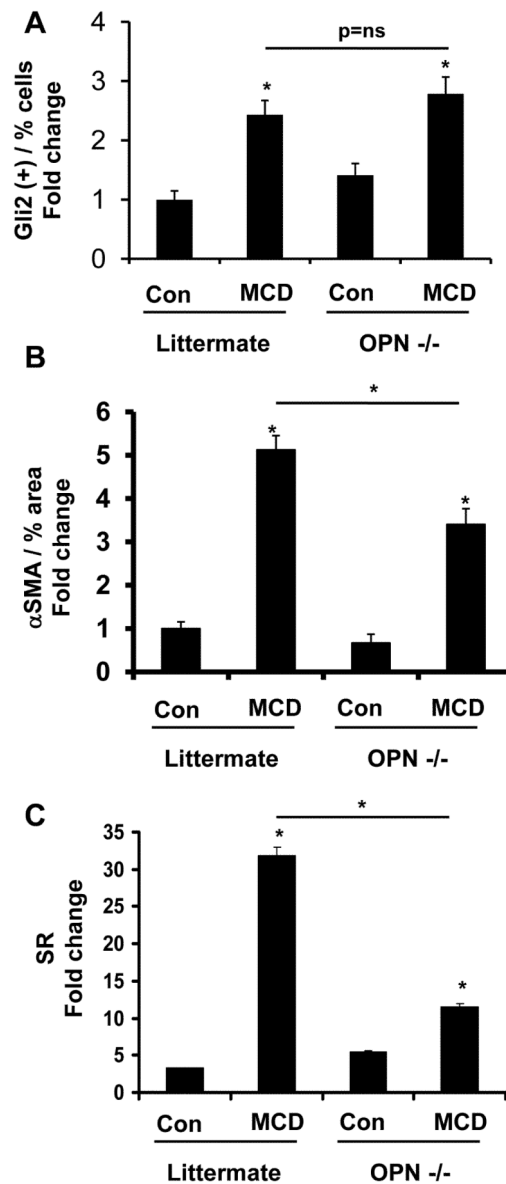 A
p=ns
Gli2 (+) / % cells
Fold change
4
3
2
1
0
*
*
Con MCD Con MCD
Littermate OPN -/-
B
*
αSMA / % area
Fold change
6
5
4
3
2
1
0
*
*
Con MCD Con MCD
Littermate OPN -/-
C
*
SR
Fold change
35
30
25
20
15
10
5
0
*
*
Con MCD Con MCD
Littermate OPN -/-